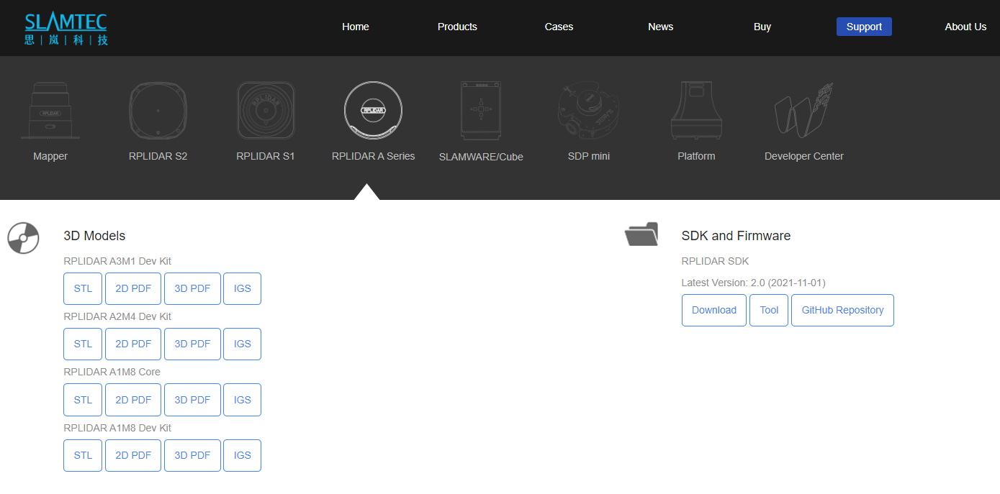 SLAMTEC
思 | 岚 | 科 | 技
Home Products Cases News Buy Support About Us
RPLIDAR RPLIDAR RPLIDAR
Mapper RPLIDAR S2 RPLIDAR S1 RPLIDAR A Series SLAMWARE/Cube SDP mini Platform Developer Center
3D Models
RPLIDAR A3M1 Dev Kit
STL 2D PDF 3D PDF IGS
RPLIDAR A2M4 Dev Kit
STL 2D PDF 3D PDF IGS
RPLIDAR A1M8 Core
STL 2D PDF 3D PDF IGS
RPLIDAR A1M8 Dev Kit
STL 2D PDF 3D PDF IGS
SDK and Firmware
RPLIDAR SDK
Latest Version: 2.0 (2021-11-01)
Download Tool GitHub Repository